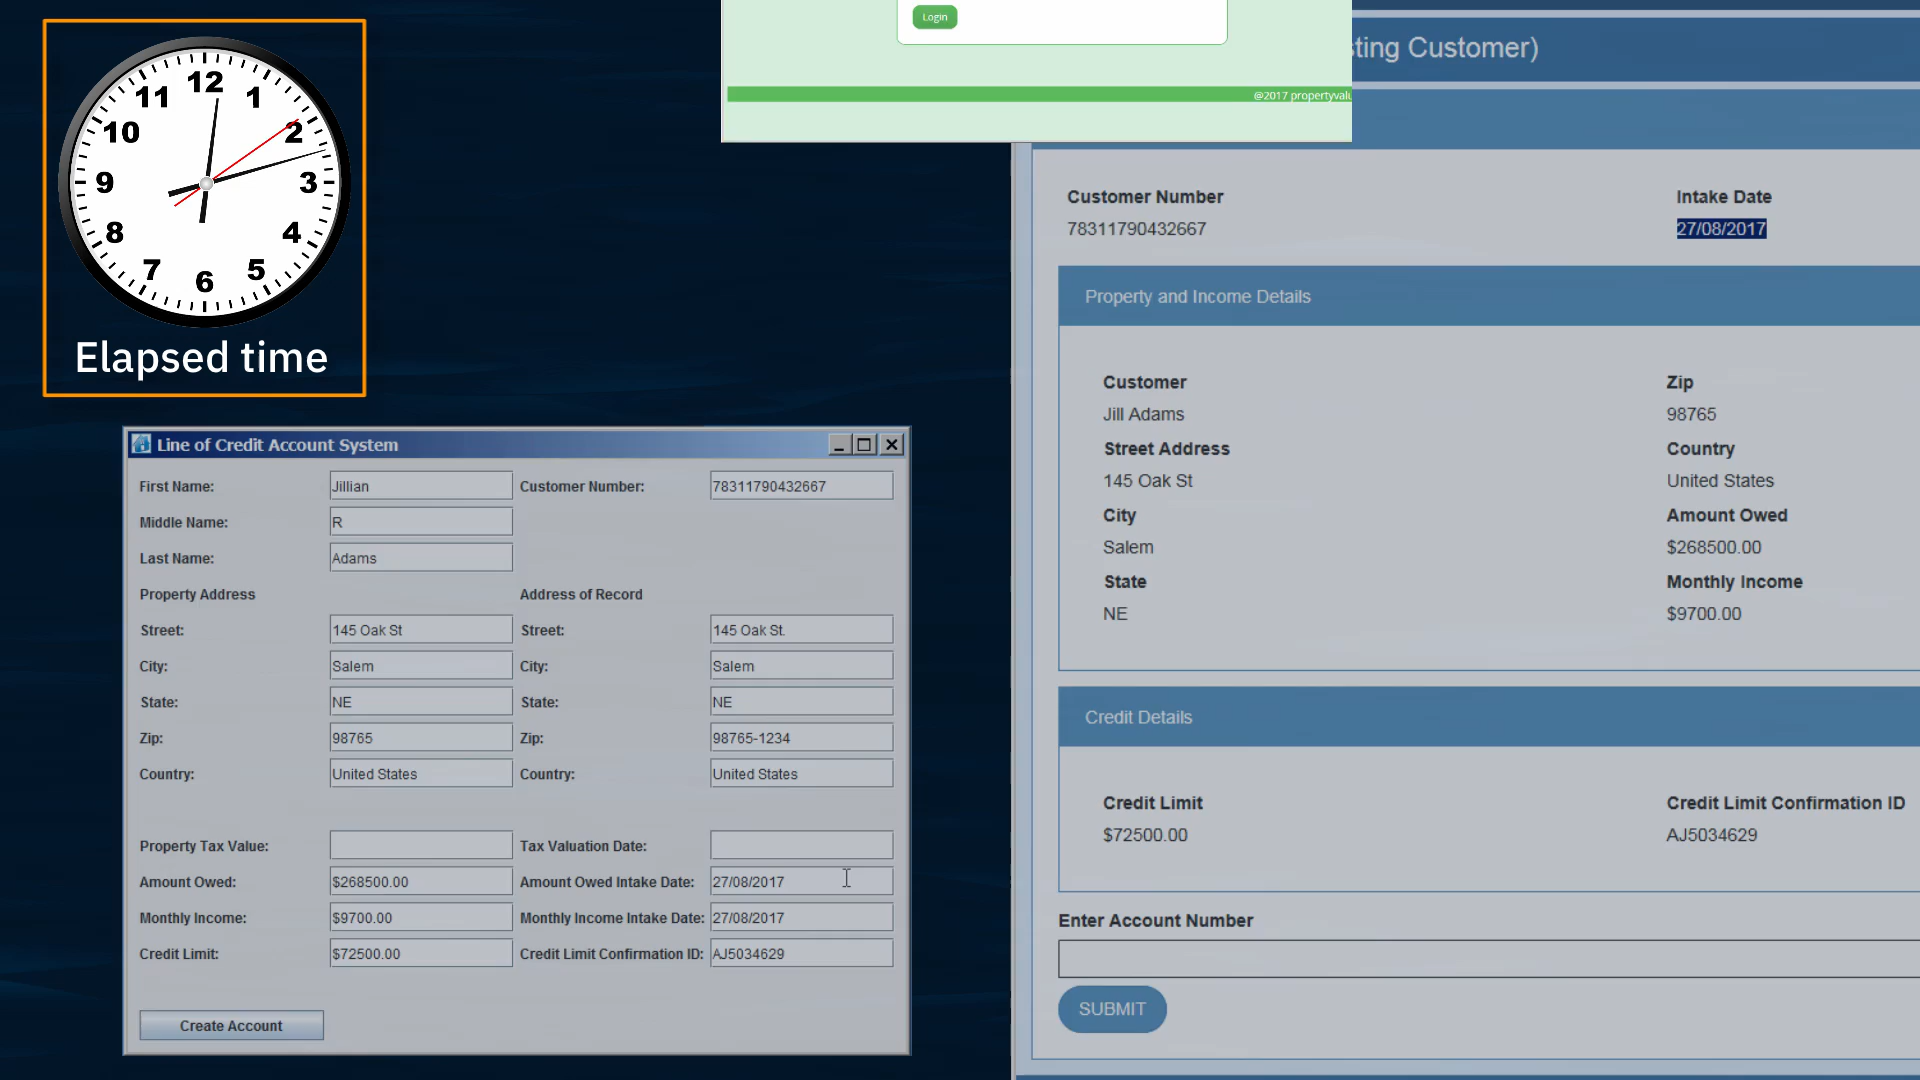 12
11
1
10
2
9
3
8
4
7
5
6
Elapsed time
Login
@2017
sting Customer)
Line of Credit Account System
First Name: Jillian Customer Number: 78311790432667
Middle Name: R
Last Name: Adams
Property Address Address of Record
Street: 145 Oak St Street: 145 Oak St.
City: Salem City: Salem
State: NE State: NE
Zip: 98765 Zip: 98765-1234
Country: United States Country: United States
Property Tax Value: Tax Valuation Date:
Amount Owed: $268500.00 Amount Owed Intake Date: 27/08/2017
Monthly Income: $9700.00 Monthly Income Intake Date: 27/08/2017
Credit Limit: $72500.00 Credit Limit Confirmation ID: AJ5034629
Create Account
Customer Number Intake Date
78311790432667 27/08/2017
Property and Income Details
Customer Zip
Jill Adams 98765
Street Address Country
145 Oak St United States
City Amount Owed
Salem $268500.00
State Monthly Income
NE $9700.00
Credit Details
Credit Limit Credit Limit Confirmation ID
$72500.00 AJ5034629
Enter Account Number
SUBMIT